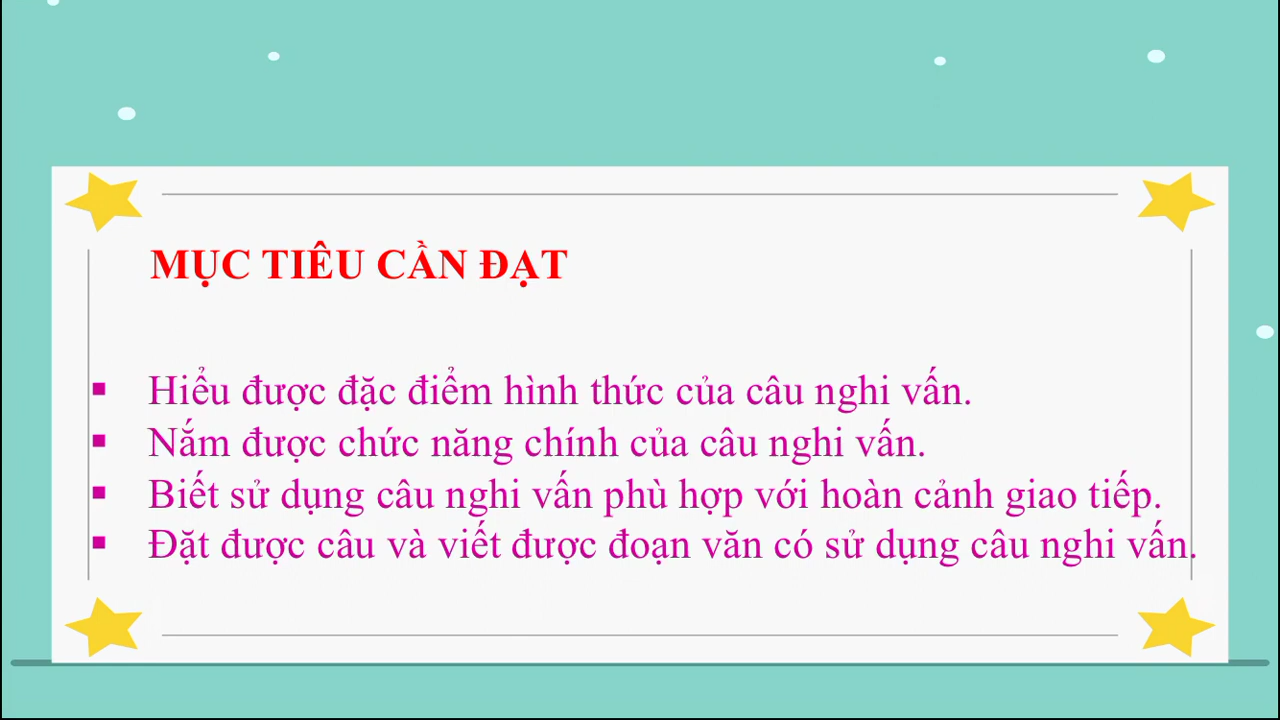 MỤC TIÊU CẦN ĐẠT
▪ Hiểu được đặc điểm hình thức của câu nghi vấn.
▪ Nắm được chức năng chính của câu nghi vấn.
▪ Biết sử dụng câu nghi vấn phù hợp với hoàn cảnh giao tiếp.
▪ Đặt được câu và viết được đoạn văn có sử dụng câu nghi vấn.